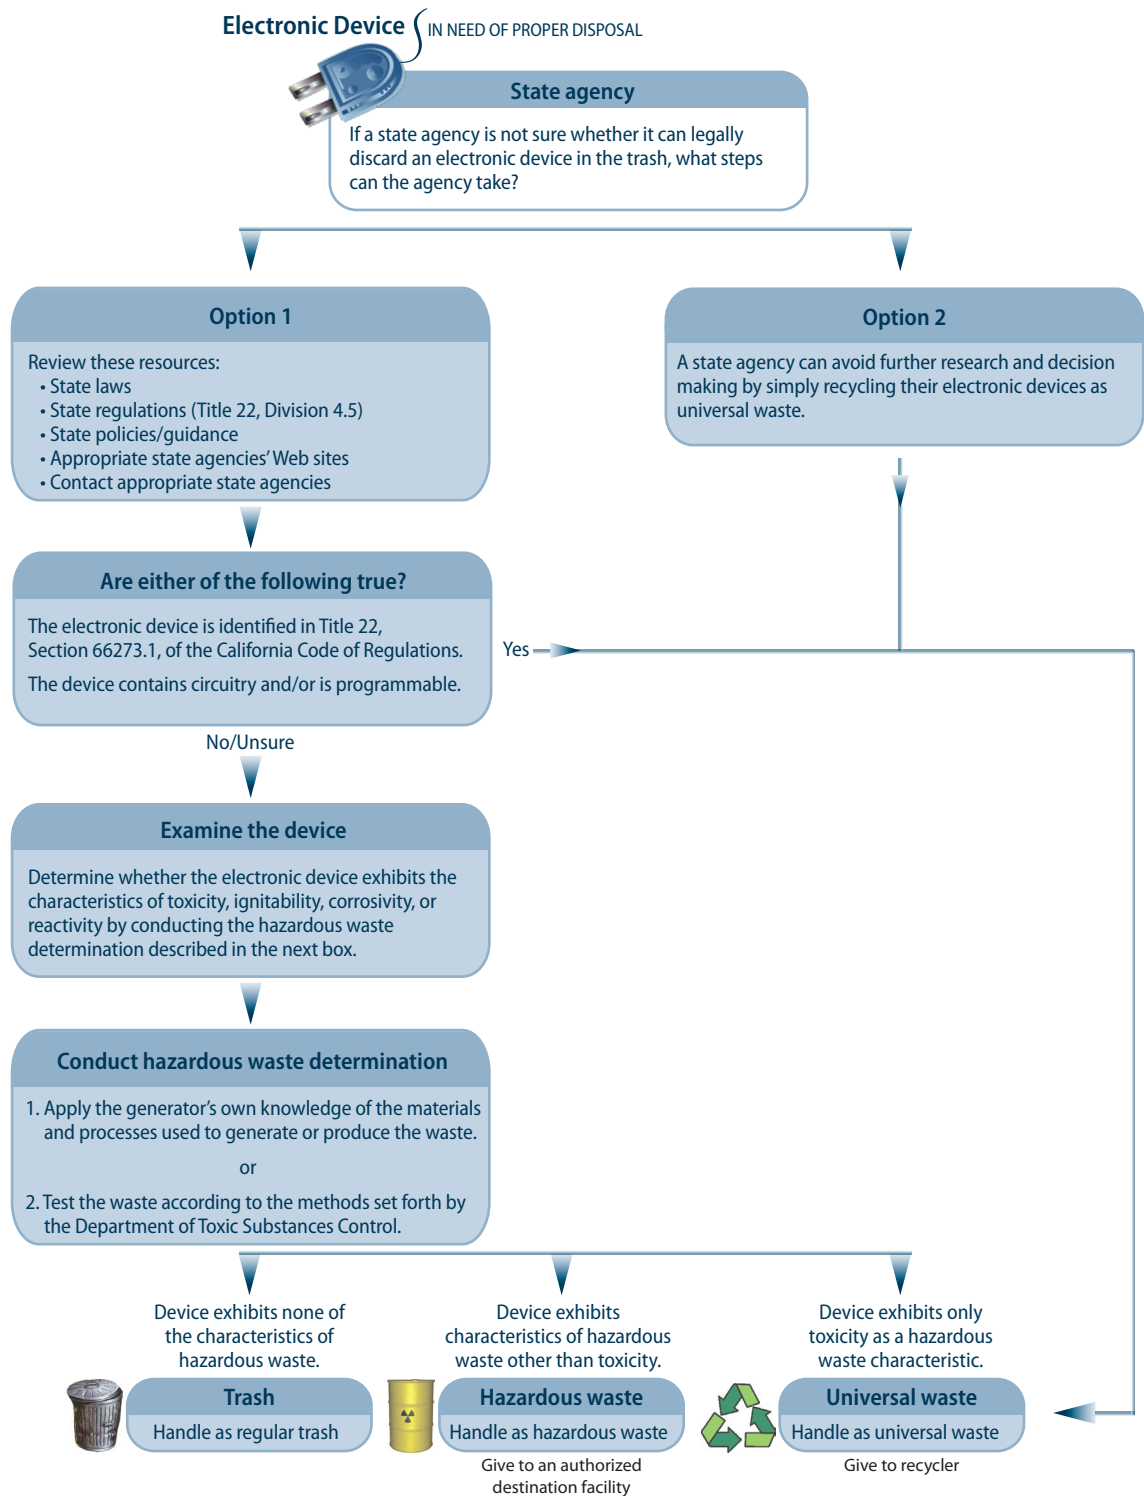 Electronic Device IN NEED OF PROPER DISPOSAL
State agency
If a state agency is not sure whether it can legally
discard an electronic device in the trash, what steps
can the agency take?
Option 1
Review these resources:
• State laws
• State regulations (Title 22, Division 4.5)
• State policies/guidance
• Appropriate state agencies' Web sites
• Contact appropriate state agencies
Option 2
A state agency can avoid further research and decision
making by simply recycling their electronic devices as
universal waste.
Are either of the following true?
The electronic device is identified in Title 22,
Section 66273.1, of the California Code of Regulations.
The device contains circuitry and/or is programmable.
Yes
No/Unsure
Examine the device
Determine whether the electronic device exhibits the
characteristics of toxicity, ignitability, corrosivity, or
reactivity by conducting the hazardous waste
determination described in the next box.
Conduct hazardous waste determination
1. Apply the generator's own knowledge of the materials
and processes used to generate or produce the waste.
or
2. Test the waste according to the methods set forth by
the Department of Toxic Substances Control.
Device exhibits none of
the characteristics of
hazardous waste.
Trash
Handle as regular trash
Device exhibits
characteristics of hazardous
waste other than toxicity.
Hazardous waste
Handle as hazardous waste
Give to an authorized
destination facility
Device exhibits only
toxicity as a hazardous
waste characteristic.
Universal waste
Handle as universal waste
Give to recycler